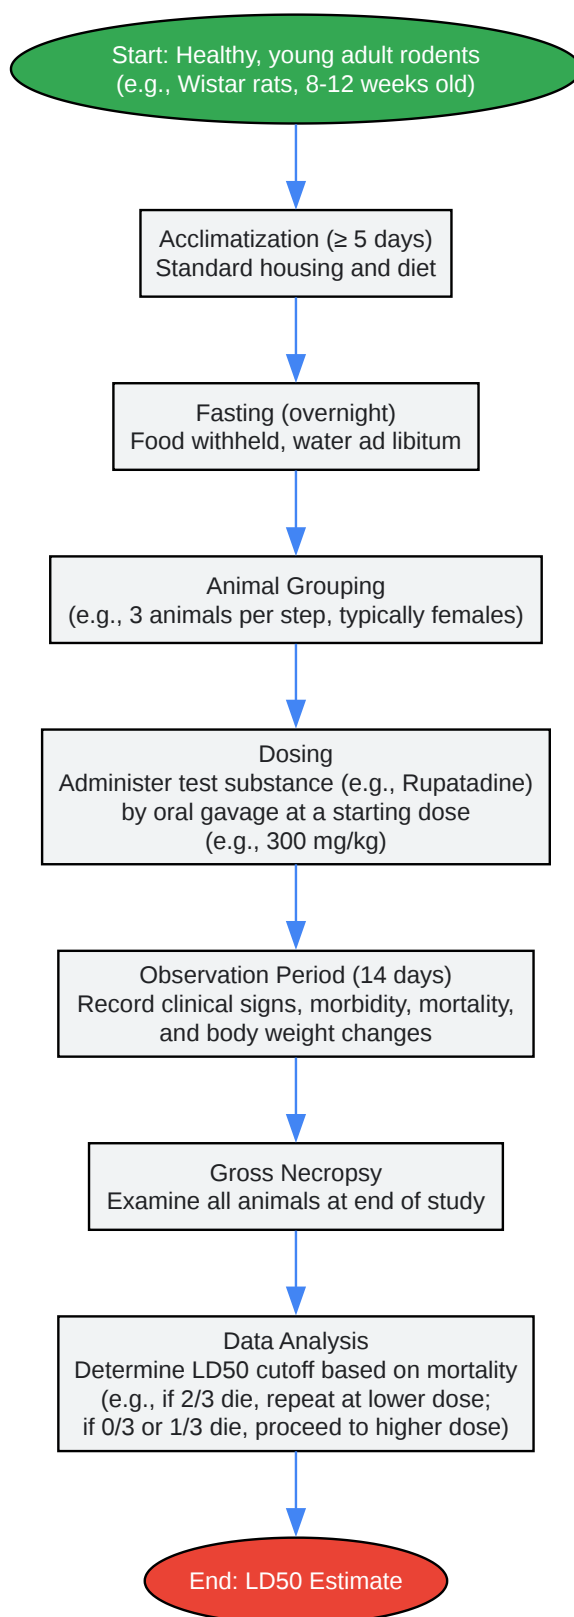 Start: Healthy, young adult rodents
(e.g., Wistar rats, 8-12 weeks old)
Acclimatization (≥ 5 days)
Standard housing and diet
Fasting (overnight)
Food withheld, water ad libitum
Animal Grouping
(e.g., 3 animals per step, typically females)
Dosing
Administer test substance (e.g., Rupatadine)
by oral gavage at a starting dose
(e.g., 300 mg/kg)
Observation Period (14 days)
Record clinical signs, morbidity, mortality,
and body weight changes
Gross Necropsy
Examine all animals at end of study
Data Analysis
Determine LD50 cutoff based on mortality
(e.g., if 2/3 die, repeat at lower dose;
if 0/3 or 1/3 die, proceed to higher dose)
End: LD50 Estimate